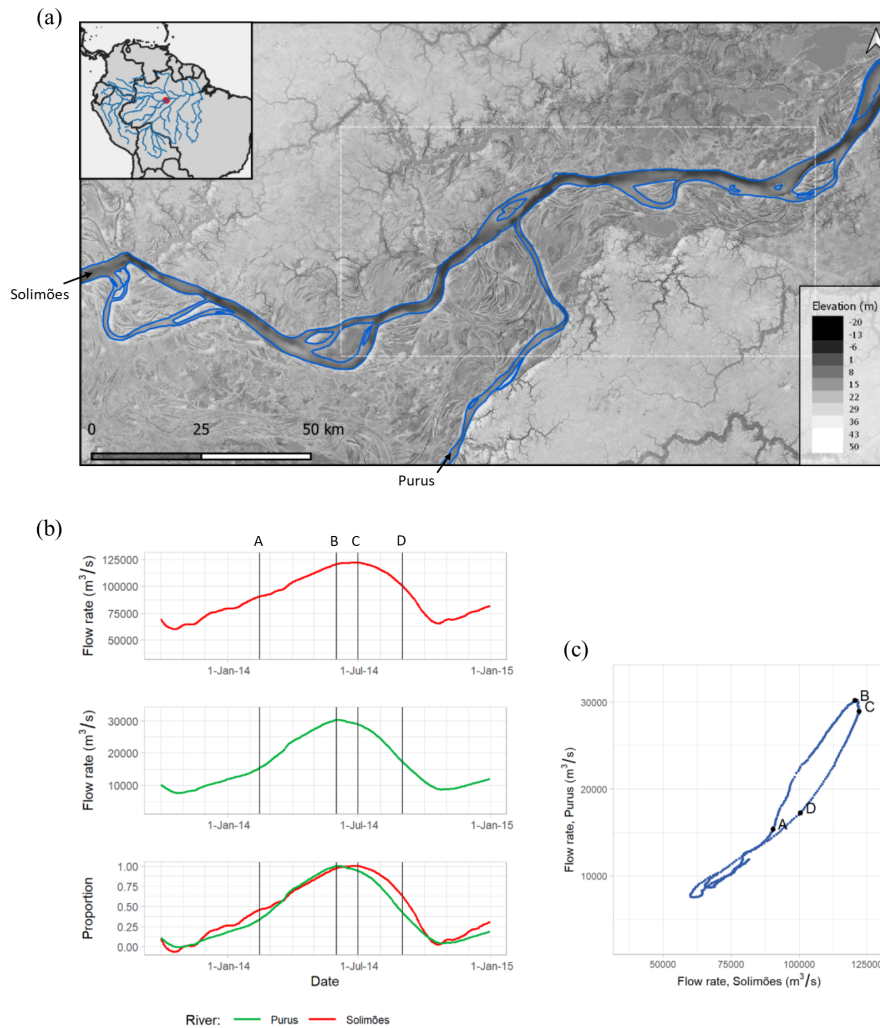 (a)
Solimões
Elevation (m)
-20
-13
-6
1
8
15
22
29
36
43
50
0 25 50 km
Purus
(b)
A B C D
Flow rate (m³/s)
125000
100000
75000
50000
1-Jan-14 1-Jul-14 1-Jan-15
Flow rate (m³/s)
30000
20000
10000
1-Jan-14 1-Jul-14 1-Jan-15
Proportion
1.00
0.75
0.50
0.25
0.00
1-Jan-14 1-Jul-14 1-Jan-15
Date
River: Purus Solimões
(c)
Flow rate, Purus (m³/s)
30000
20000
10000
B
C
D
A
50000 75000 100000 125000
Flow rate, Solimões (m³/s)